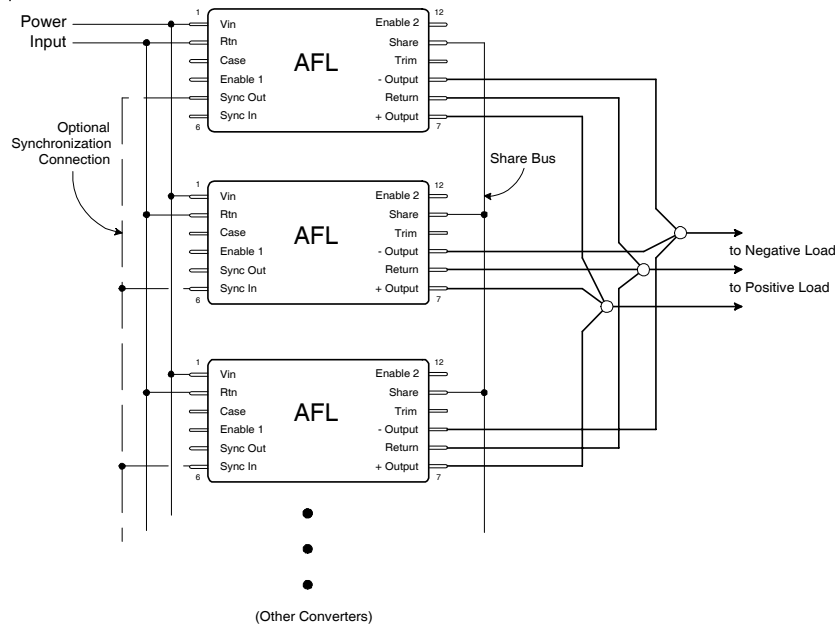 Power
Input
Optional
Synchronization
Connection
1
Vin
Rtn
Case
Enable 1
Sync Out
Sync In
6
AFL
12
Enable 2
Share
Trim
- Output
Return
+ Output
7
Share Bus
1
Vin
Rtn
Case
Enable 1
Sync Out
Sync In
6
AFL
12
Enable 2
Share
Trim
- Output
Return
+ Output
7
to Negative Load
to Positive Load
1
Vin
Rtn
Case
Enable 1
Sync Out
Sync In
6
AFL
12
Enable 2
Share
Trim
- Output
Return
+ Output
7
(Other Converters)